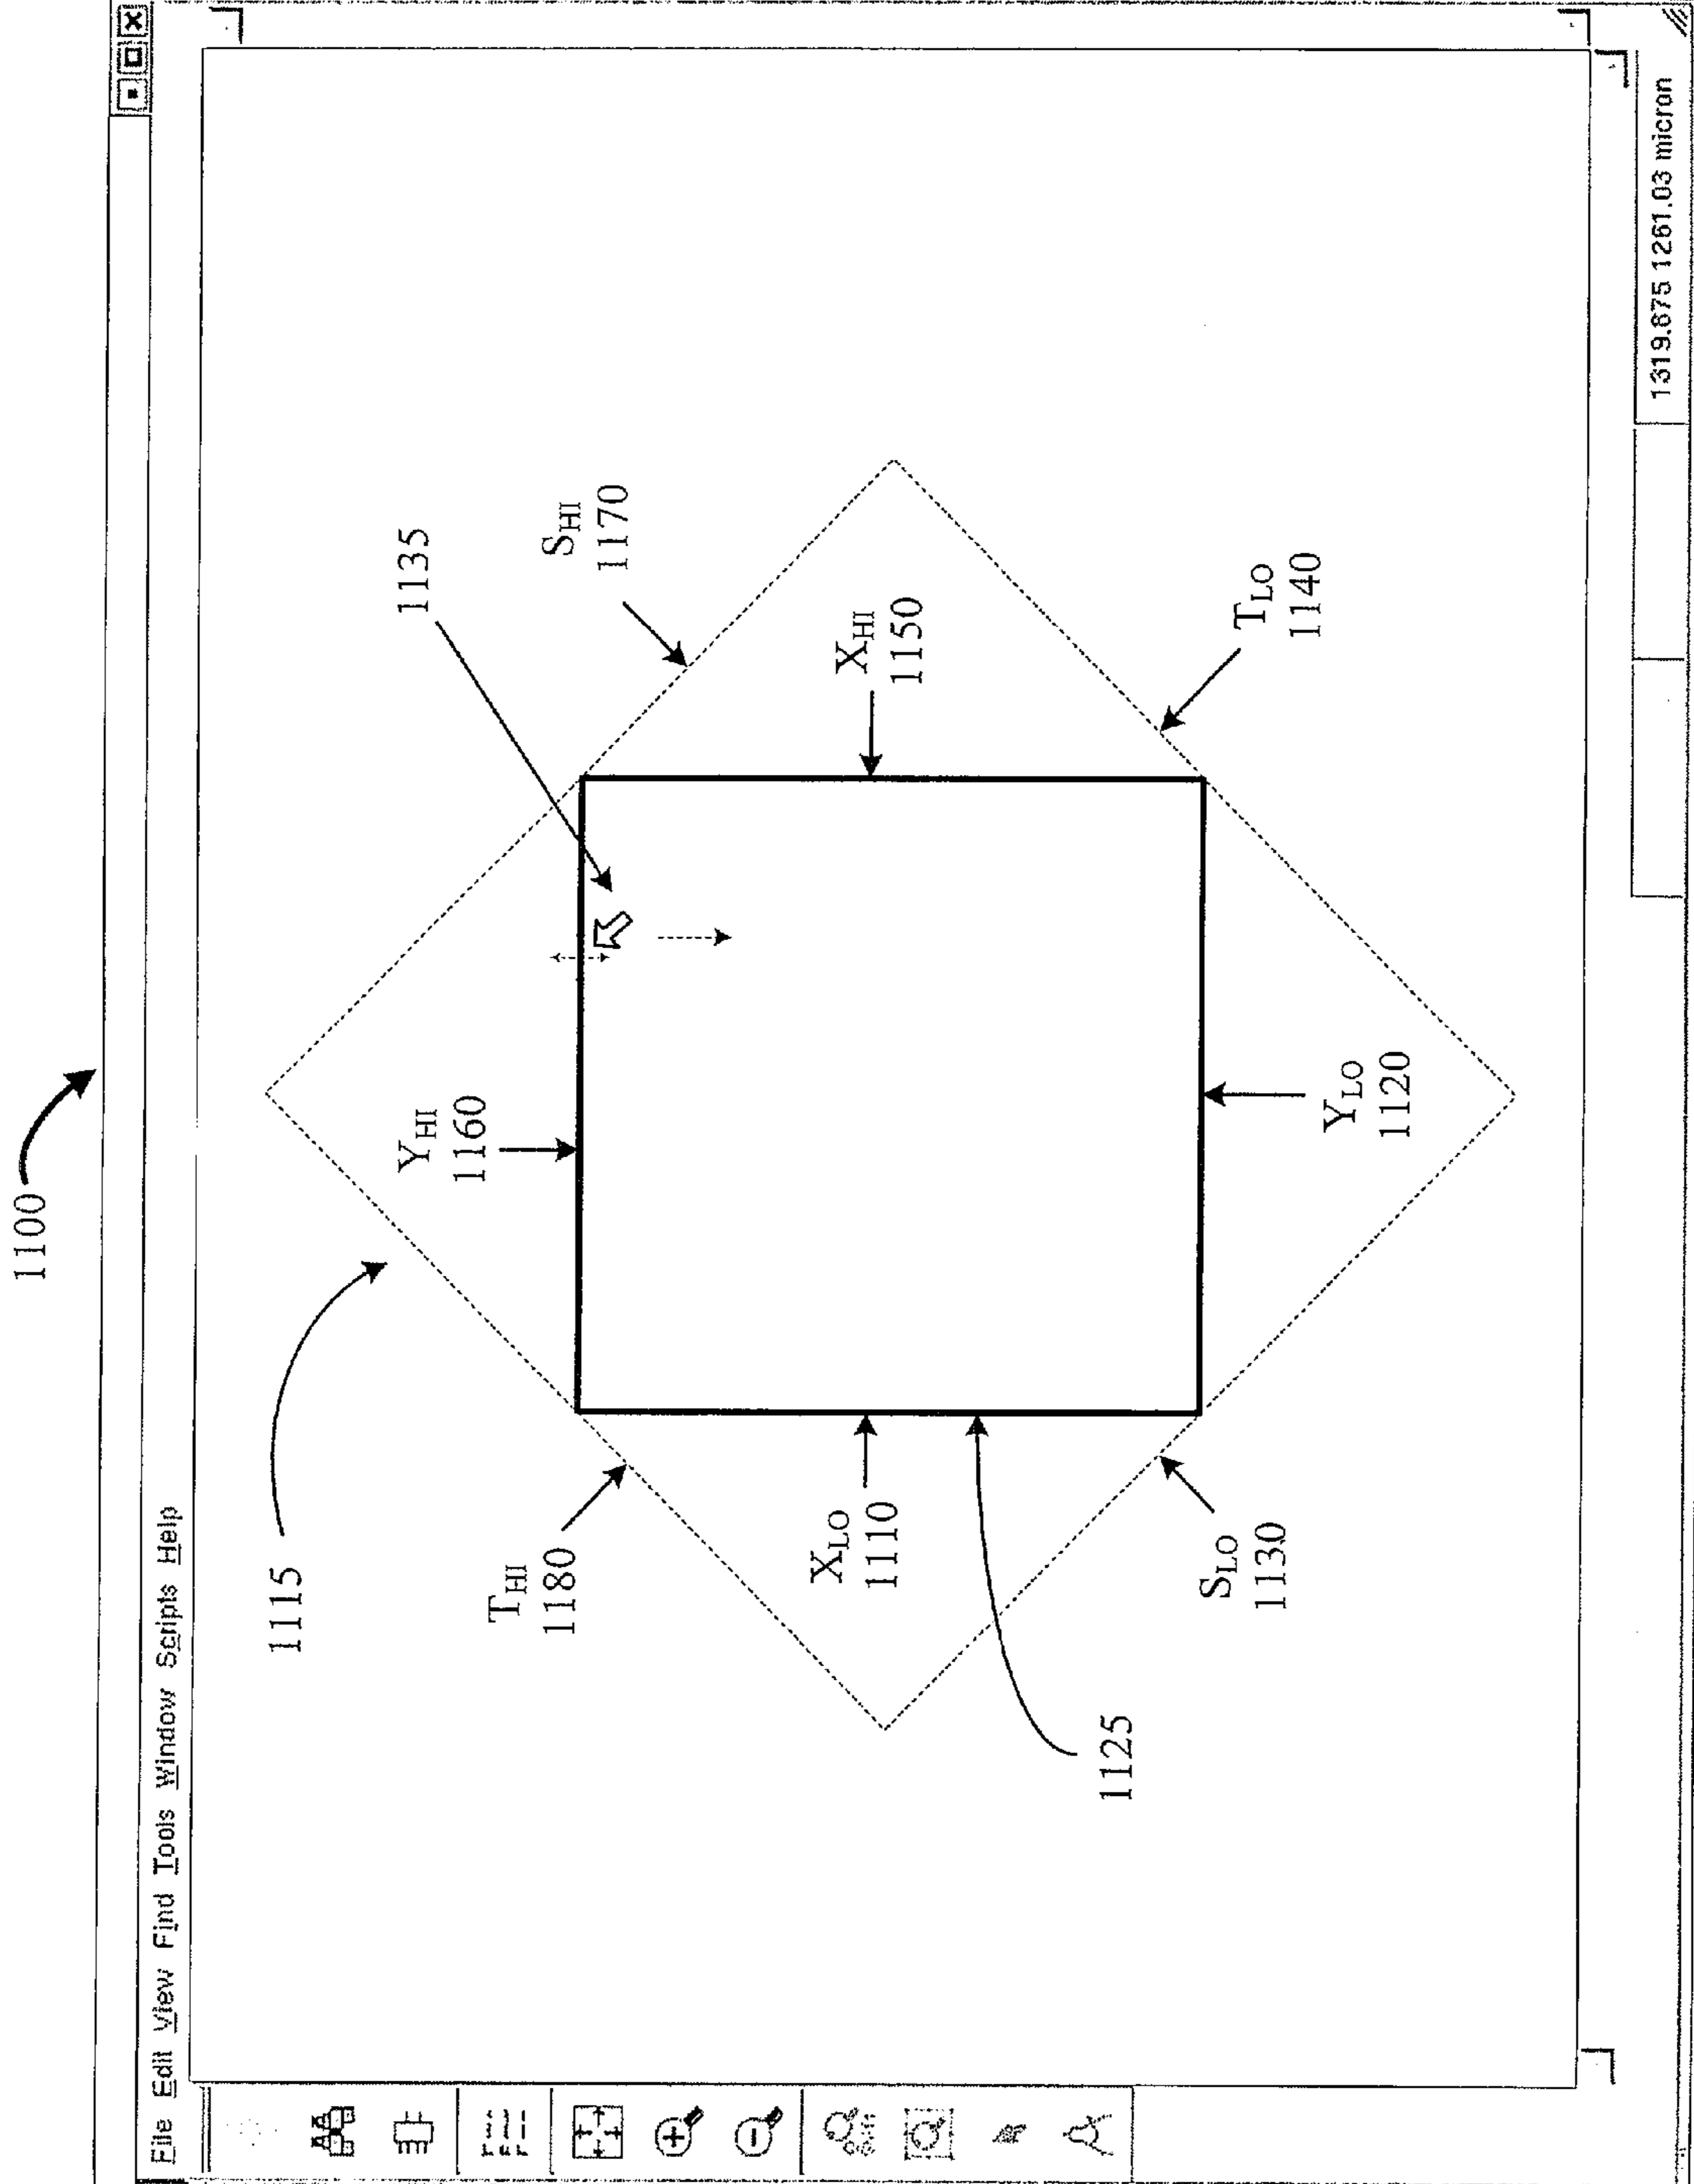 1100
File Edit View Find Tools Window Scripts Help
1115
1135
Y_HI
1160
T_HI
1180
S_HI
1170
X_LO
1110
X_HI
1150
1125
S_LO
1130
Y_LO
1120
T_LO
1140
1319.875 1261.03 micron